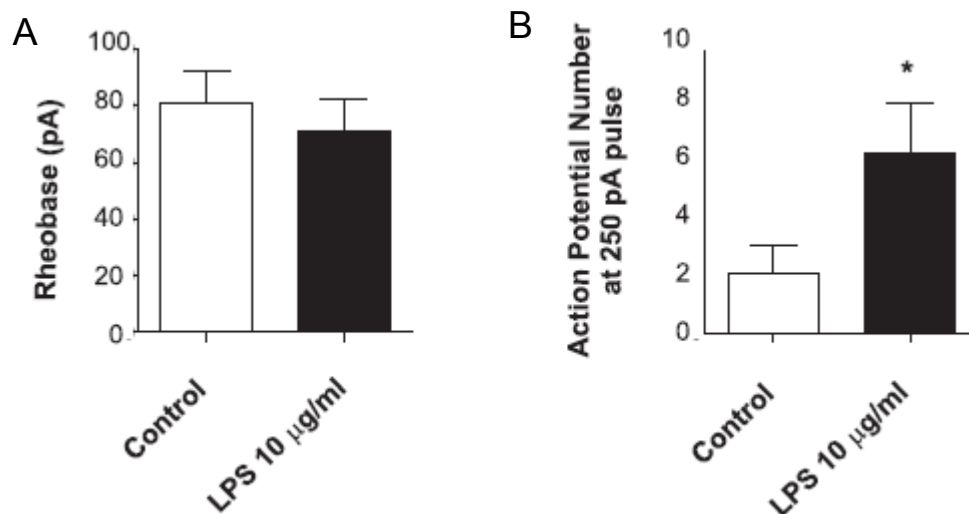 A
Rheobase (pA)
100
80
60
40
20
0
Control
LPS 10 μg/ml
B
Action Potential Number
at 250 pA pulse
10
8
6
4
2
0
*
Control
LPS 10 μg/ml